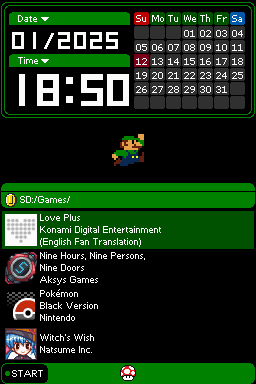 Date
01/2025
Time
18:50
Su Mo Tu We Th Fr Sa
01 02 03 04
05 06 07 08 09 10 11
12 13 14 15 16 17 18
19 20 21 22 23 24 25
26 27 28 29 30 31
SD:/Games/
Love Plus
Konami Digital Entertainment
(English Fan Translation)
Nine Hours, Nine Persons,
Nine Doors
Aksys Games
Pokémon
Black Version
Nintendo
Witch's Wish
Natsume Inc.
START